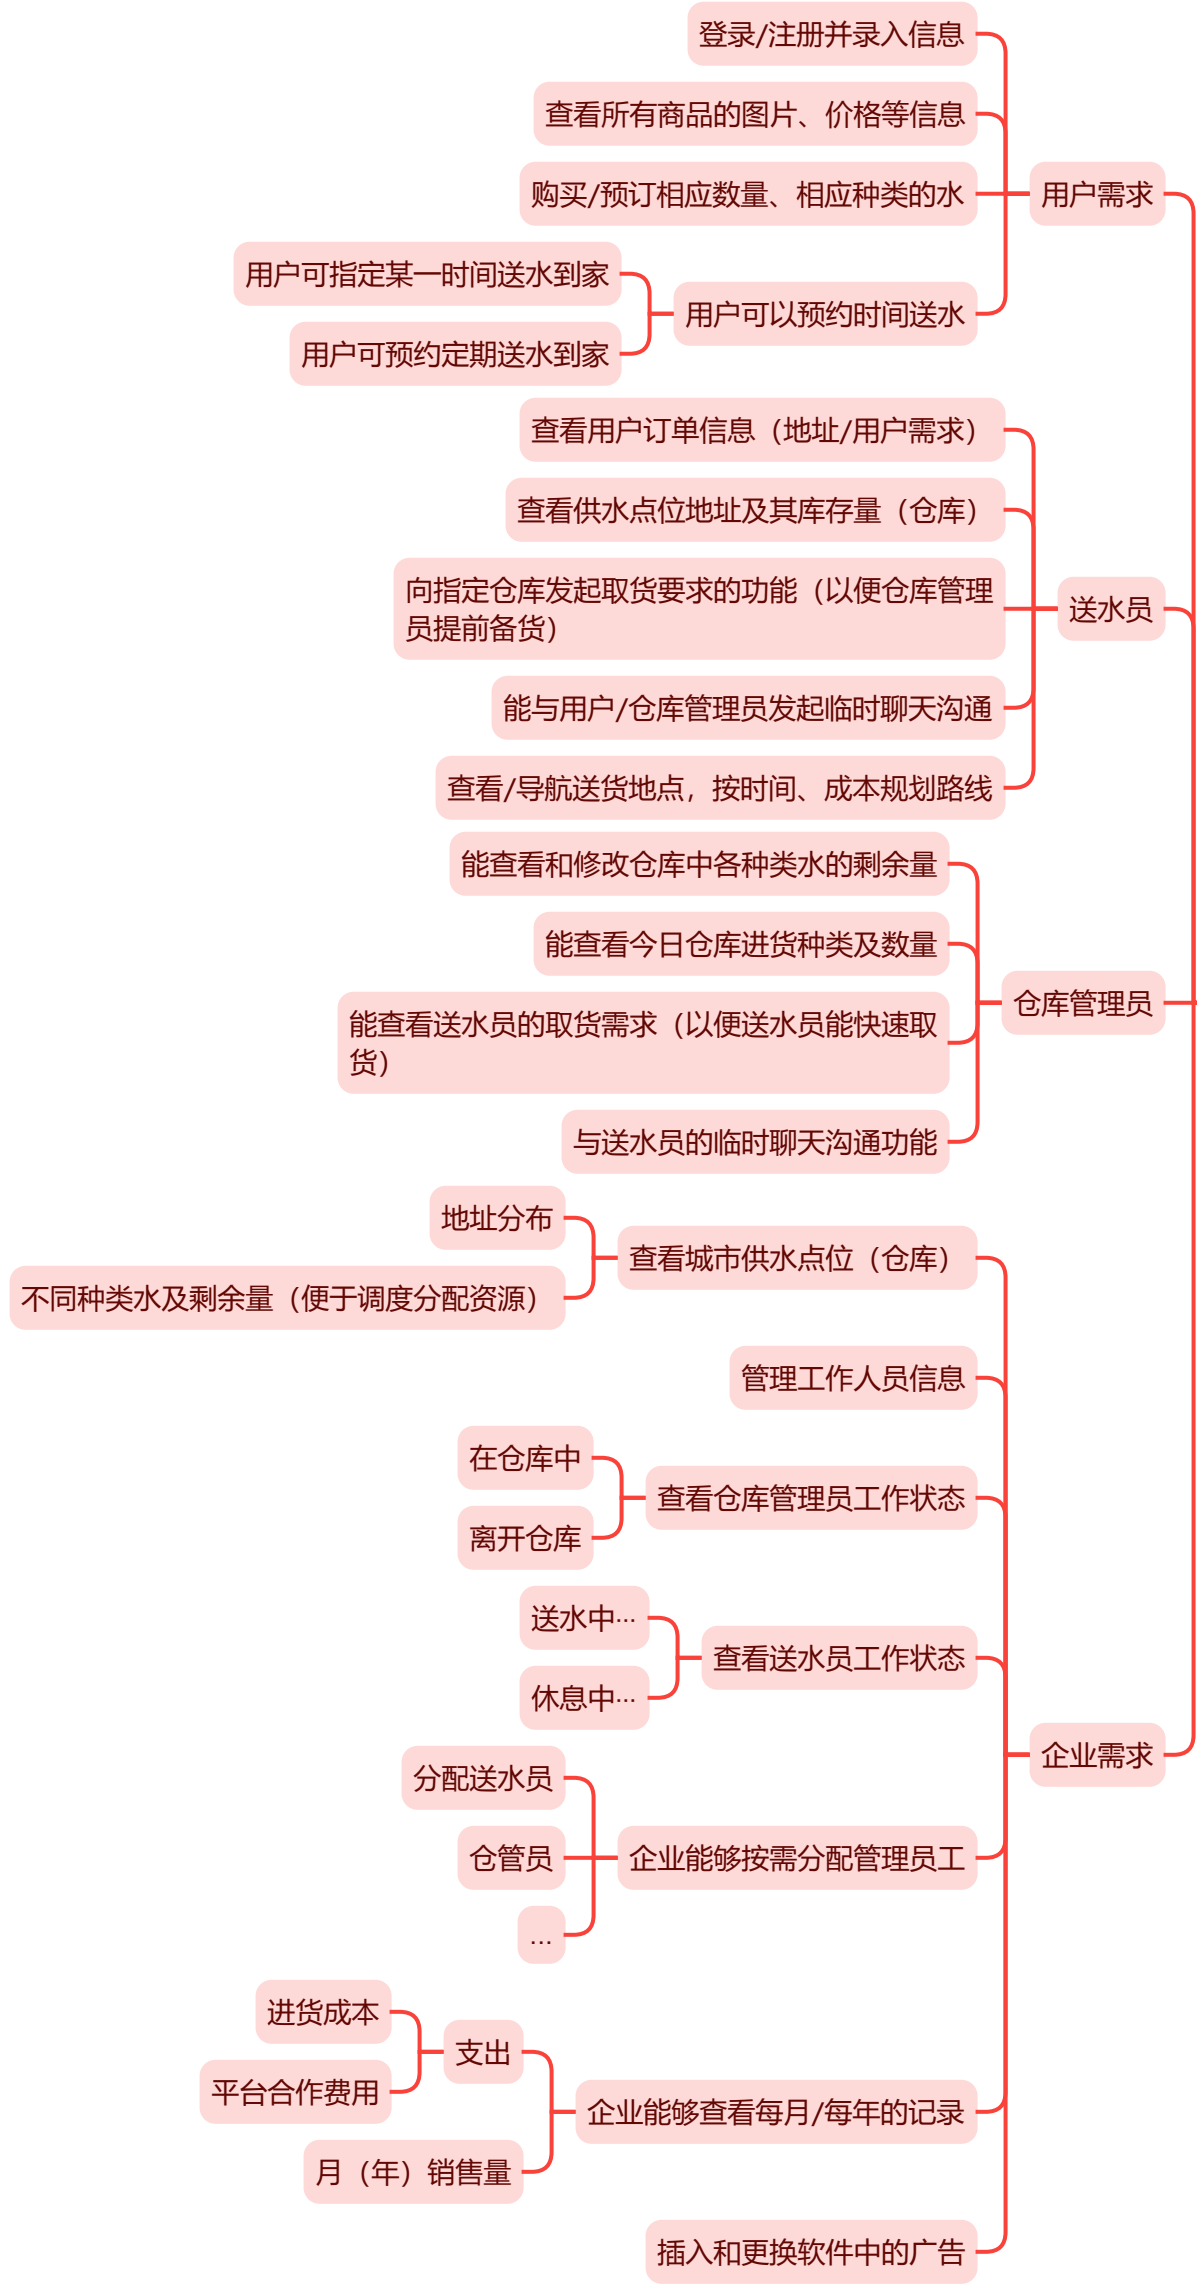 登录/注册并录入信息
查看所有商品的图片、价格等信息
购买/预订相应数量、相应种类的水
用户需求
用户可指定某一时间送水到家
用户可以预约时间送水
用户可预约定期送水到家
查看用户订单信息（地址/用户需求）
查看供水点位地址及其库存量（仓库）
向指定仓库发起取货要求的功能（以便仓库管理
员提前备货）
送水员
能与用户/仓库管理员发起临时聊天沟通
查看/导航送货地点，按时间、成本规划路线
能查看和修改仓库中各种类水的剩余量
能查看今日仓库进货种类及数量
仓库管理员
能查看送水员的取货需求（以便送水员能快速取
货）
与送水员的临时聊天沟通功能
地址分布
查看城市供水点位（仓库）
不同种类水及剩余量（便于调度分配资源）
管理工作人员信息
在仓库中
查看仓库管理员工作状态
离开仓库
送水中…
查看送水员工作状态
休息中…
企业需求
分配送水员
仓管员
企业能够按需分配管理员工
...
进货成本
支出
平台合作费用
企业能够查看每月/每年的记录
月（年）销售量
插入和更换软件中的广告